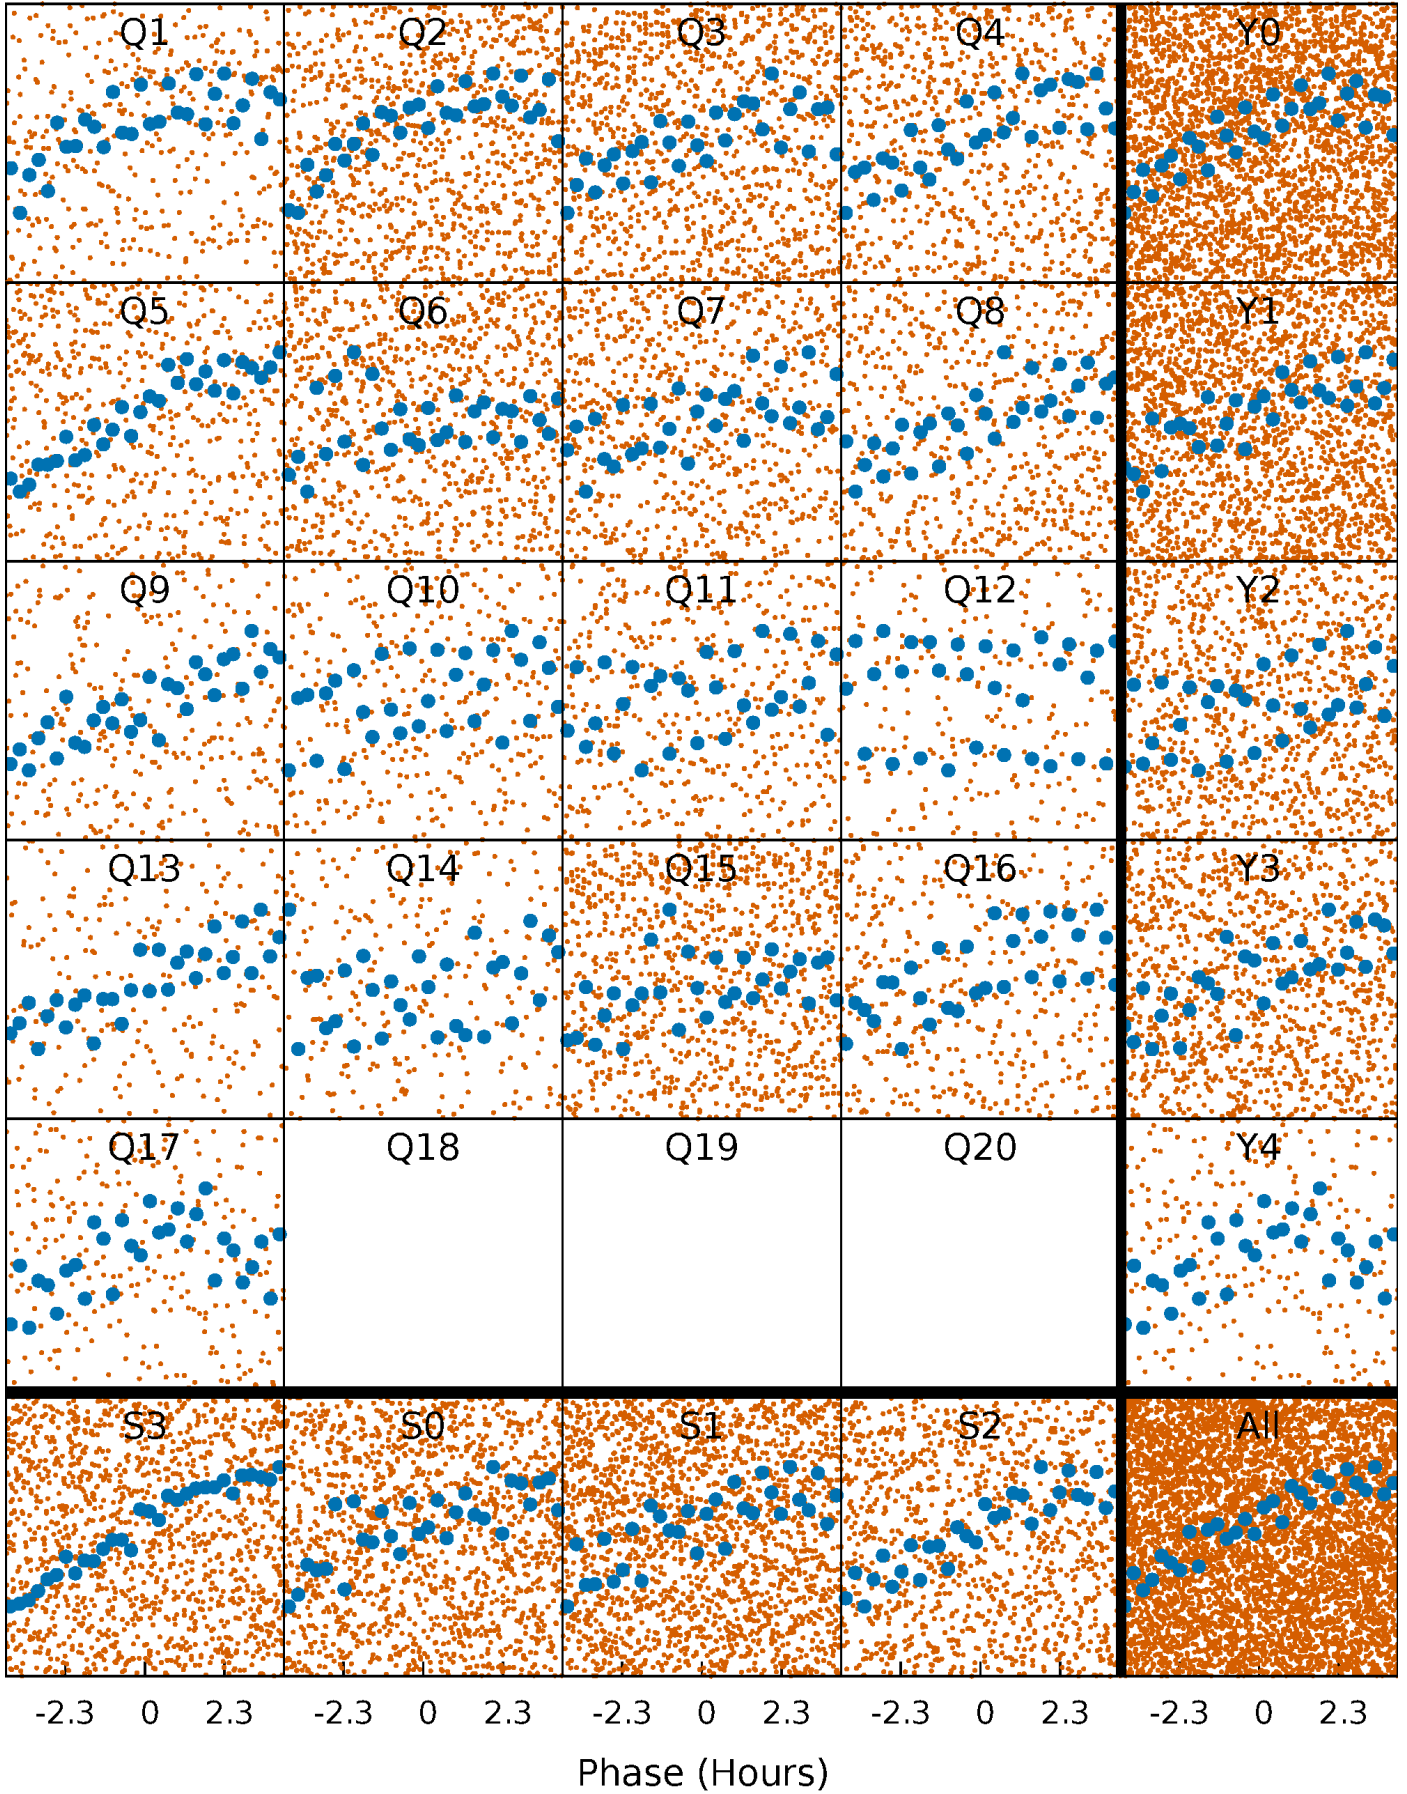 Q1 Q2 Q3 Q4 Y0
Q5 Q6 Q7 Q8 Y1
Q9 Q10 Q11 Q12 Y2
Q13 Q14 Q15 Q16 Y3
Q17 Q18 Q19 Q20 Y4
S3 S0 S1 S2 All
-2.3 0 2.3 -2.3 0 2.3 -2.3 0 2.3 -2.3 0 2.3 -2.3 0 2.3
Phase (Hours)